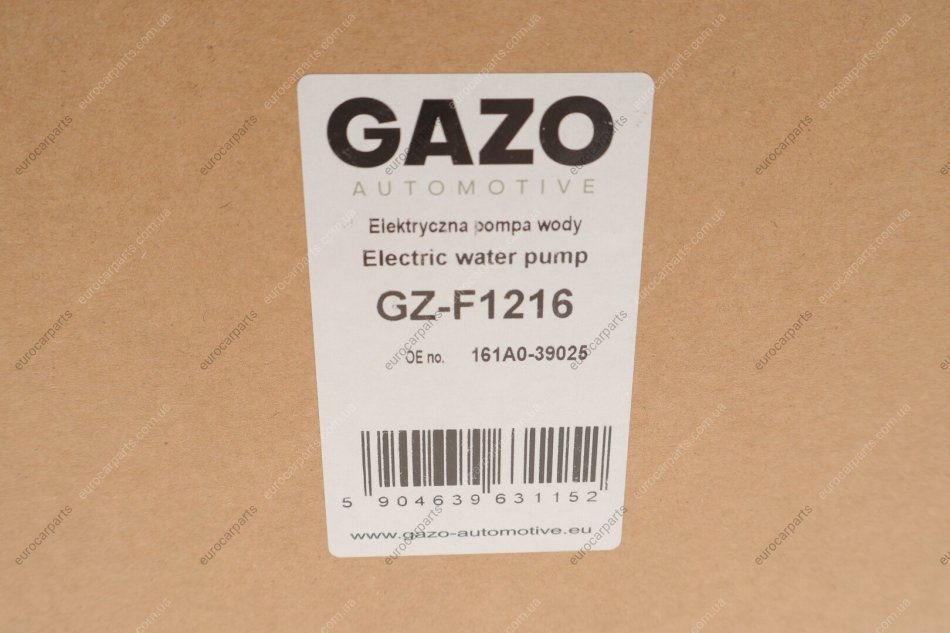 GAZO
AUTOMOTIVE
Elektryczna pompa wody
Electric water pump
GZ-F1216
OE no. 161A0-39025
5 904639 631152
www.gazo-automotive.eu
eurocarparts.com.ua